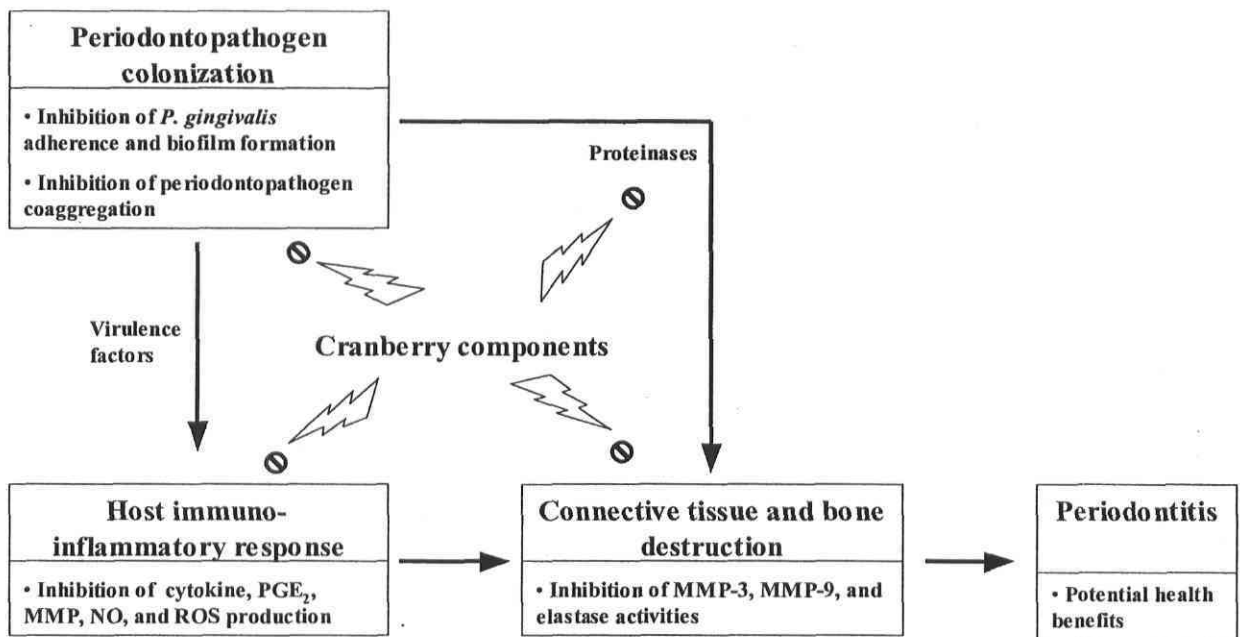 Periodontopathogen
colonization
• Inhibition of P. gingivalis
adherence and biofilm formation
• Inhibition of periodontopathogen
coaggregation
Proteinases
Virulence
factors
Cranberry components
Host immuno-
inflammatory response
• Inhibition of cytokine, PGE₂,
MMP, NO, and ROS production
Connective tissue and bone
destruction
• Inhibition of MMP-3, MMP-9, and
elastase activities
Periodontitis
• Potential health
benefits